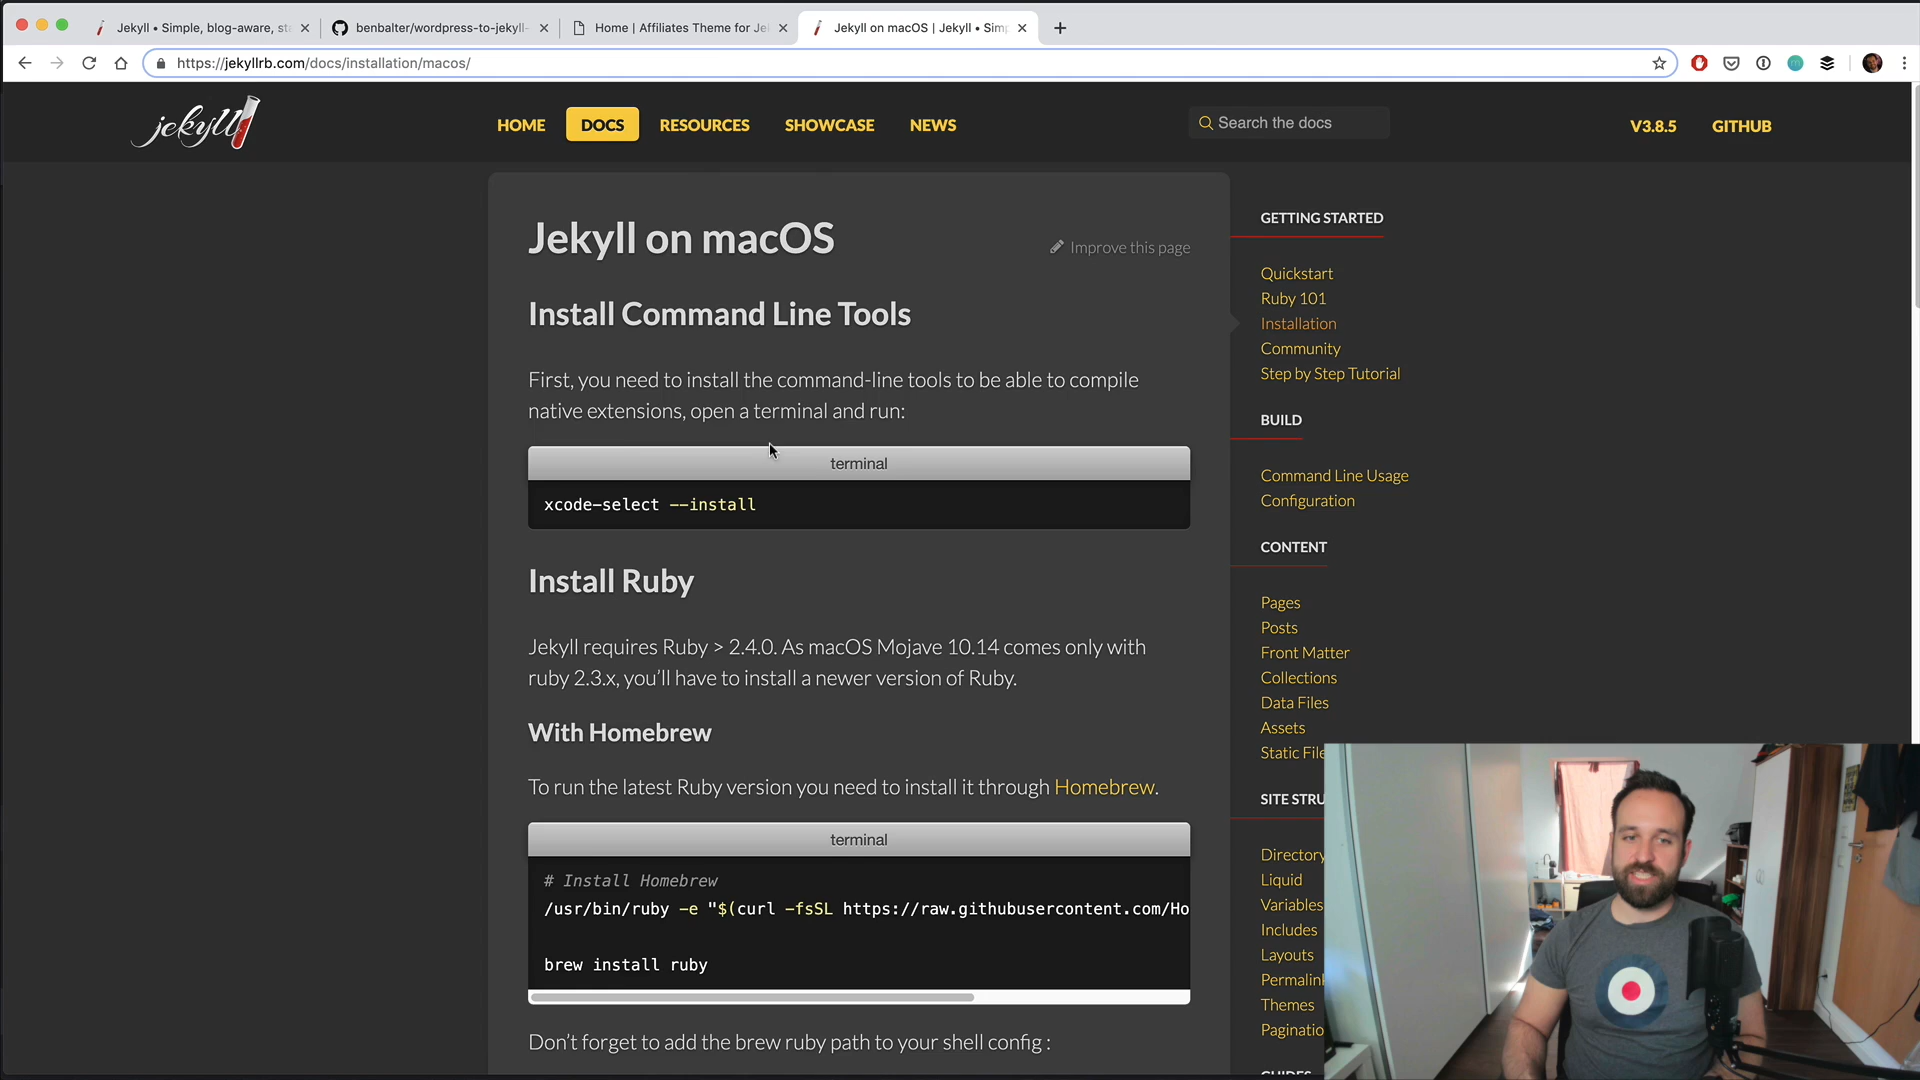 Jekyll • Simple, blog-aware, sta
benbalter/wordpress-to-jekyll-
Home | Affiliates Theme for Jek
Jekyll on macOS | Jekyll • Simp
https://jekyllrb.com/docs/installation/macos/
jekyll
HOME
DOCS
RESOURCES
SHOWCASE
NEWS
Search the docs
V3.8.5
GITHUB
Jekyll on macOS
Improve this page
Install Command Line Tools
First, you need to install the command-line tools to be able to compile
native extensions, open a terminal and run:
terminal
xcode-select --install
Install Ruby
Jekyll requires Ruby > 2.4.0. As macOS Mojave 10.14 comes only with
ruby 2.3.x, you’ll have to install a newer version of Ruby.
With Homebrew
To run the latest Ruby version you need to install it through Homebrew.
terminal
# Install Homebrew
/usr/bin/ruby -e "$(curl -fsSL https://raw.githubusercontent.com/Ho
brew install ruby
Don’t forget to add the brew ruby path to your shell config :
GETTING STARTED
Quickstart
Ruby 101
Installation
Community
Step by Step Tutorial
BUILD
Command Line Usage
Configuration
CONTENT
Pages
Posts
Front Matter
Collections
Data Files
Assets
Static File
SITE STRU
Directory
Liquid
Variables
Includes
Layouts
Permalin
Themes
Paginatio
GUIDES